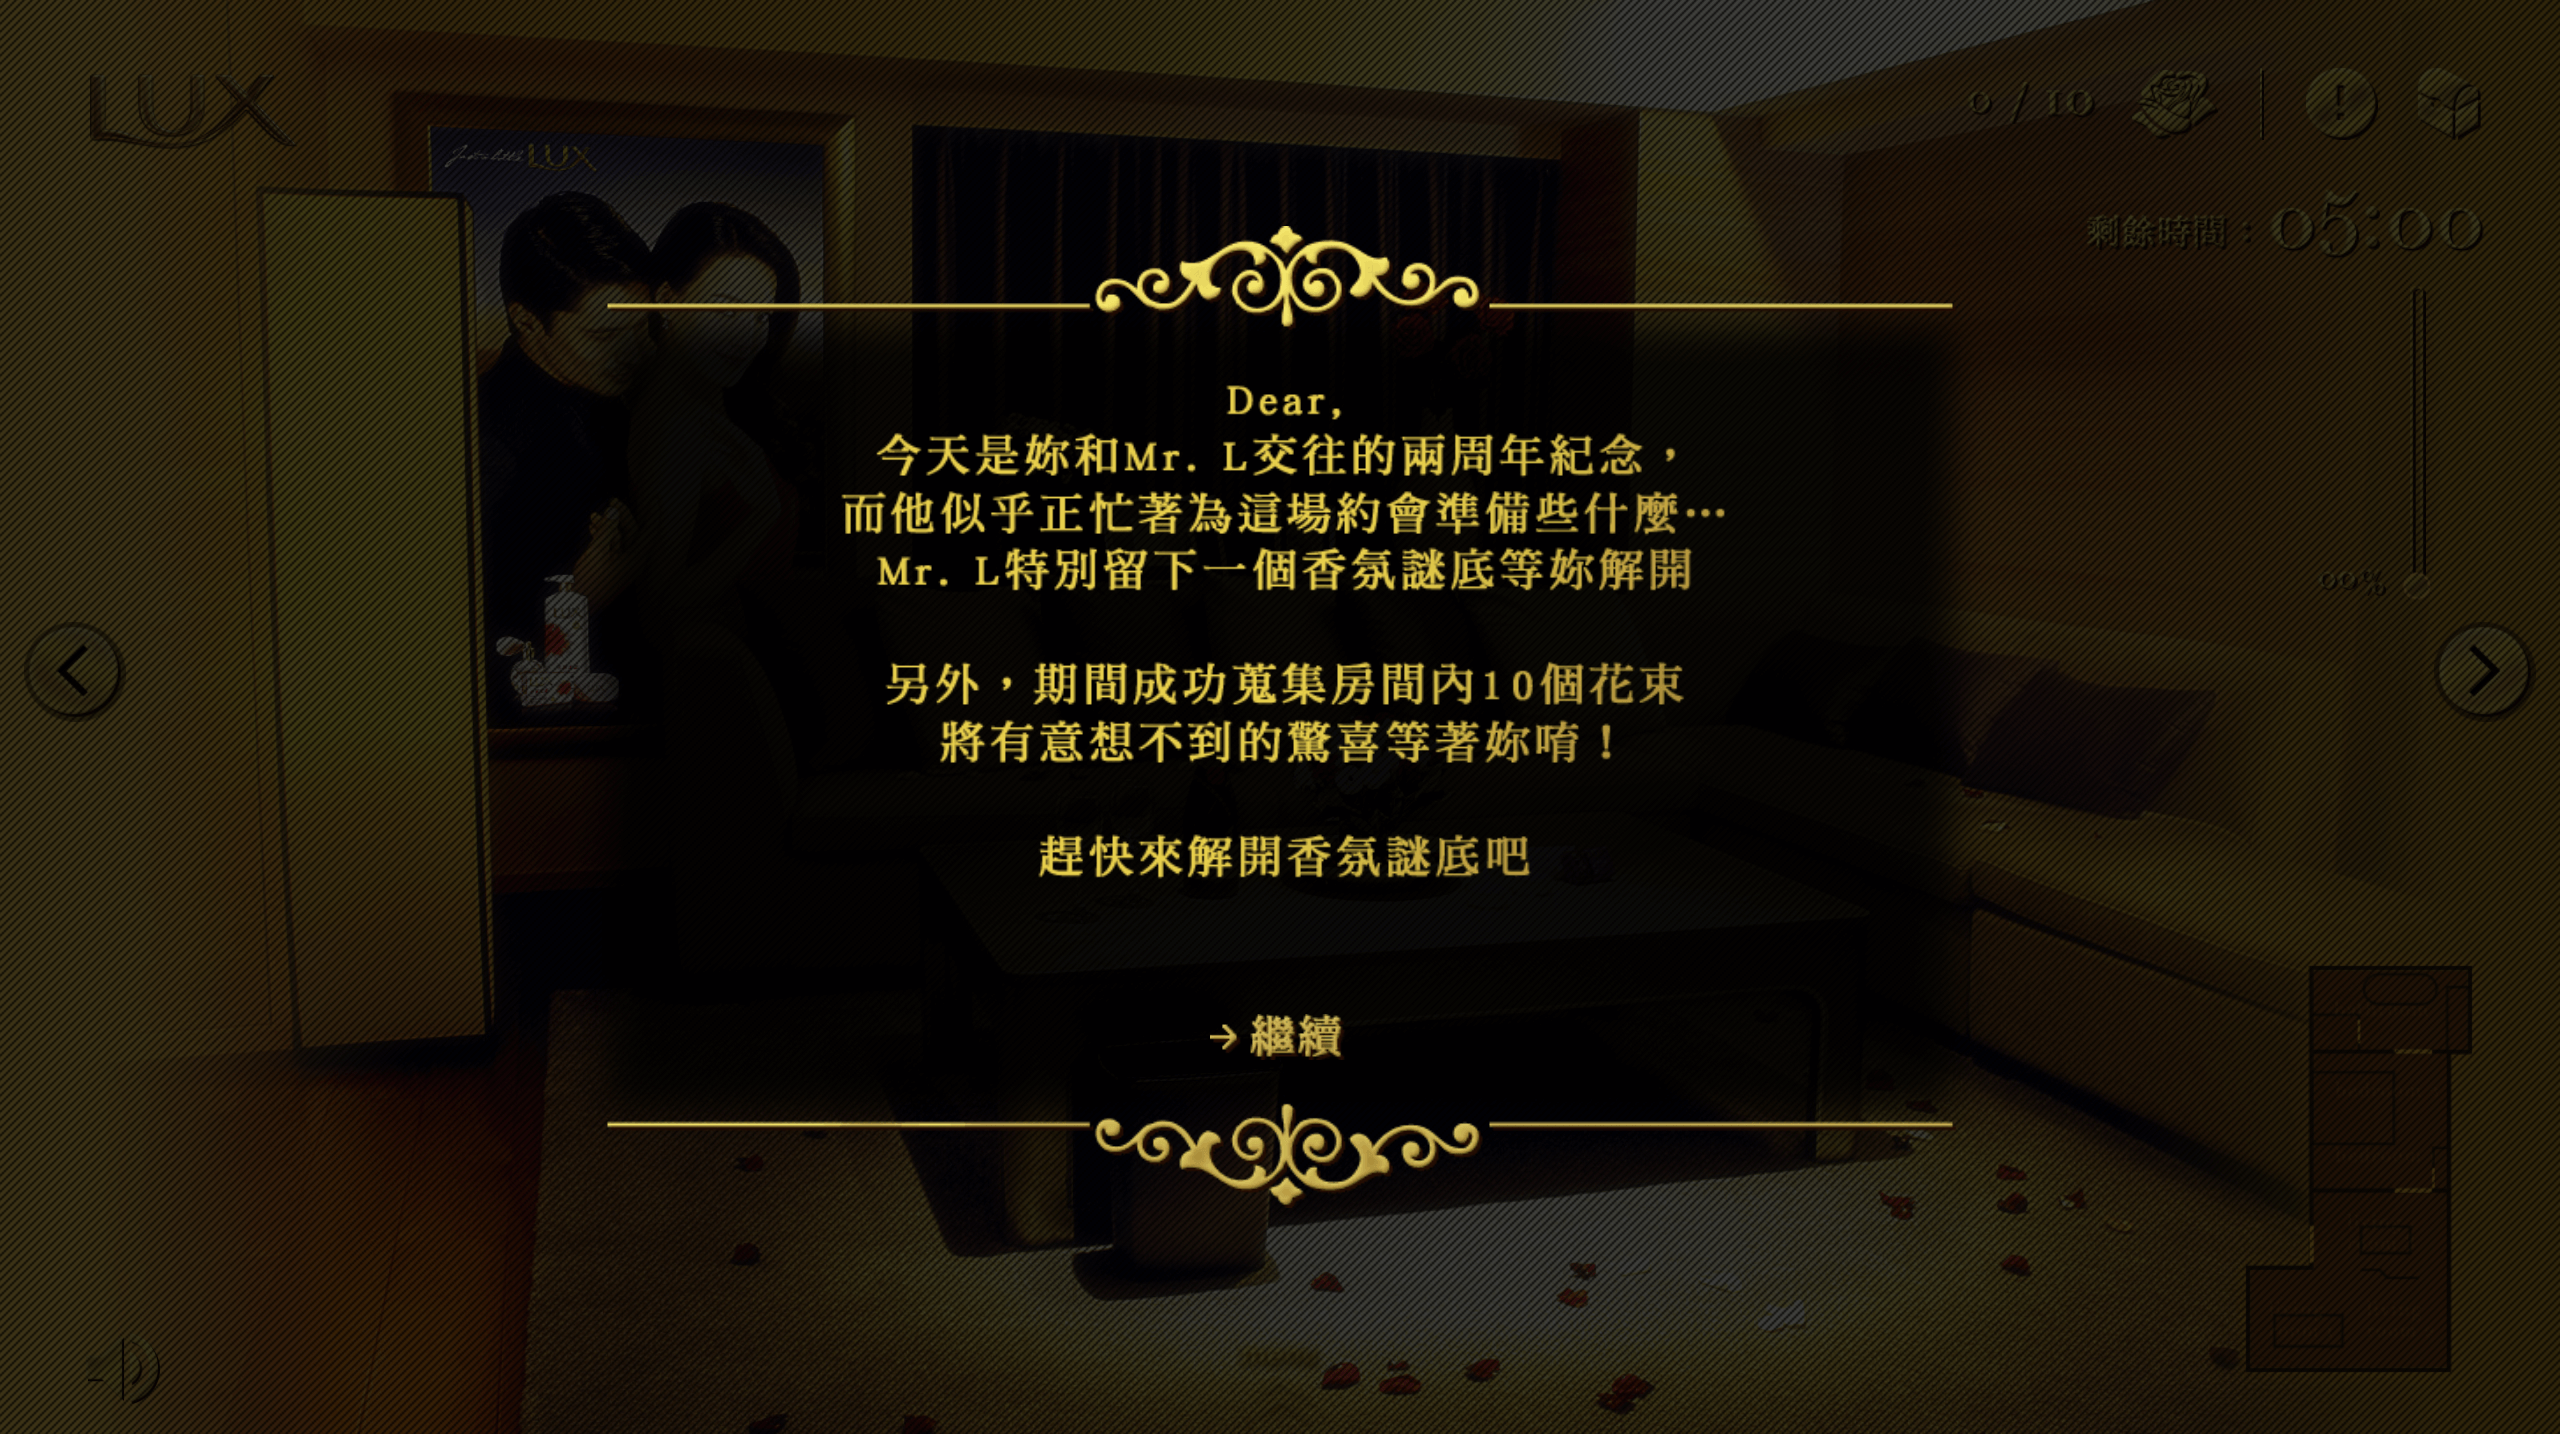 LUX
0 / 10
剩餘時間：05:00
Just a little LUX
Dear,
今天是妳和Mr. L交往的兩周年紀念，
而他似乎正忙著為這場約會準備些什麼…
Mr. L特別留下一個香氛謎底等妳解開
另外，期間成功蒐集房間內10個花束
將有意想不到的驚喜等著妳唷！
00%
趕快來解開香氛謎底吧
→ 繼續